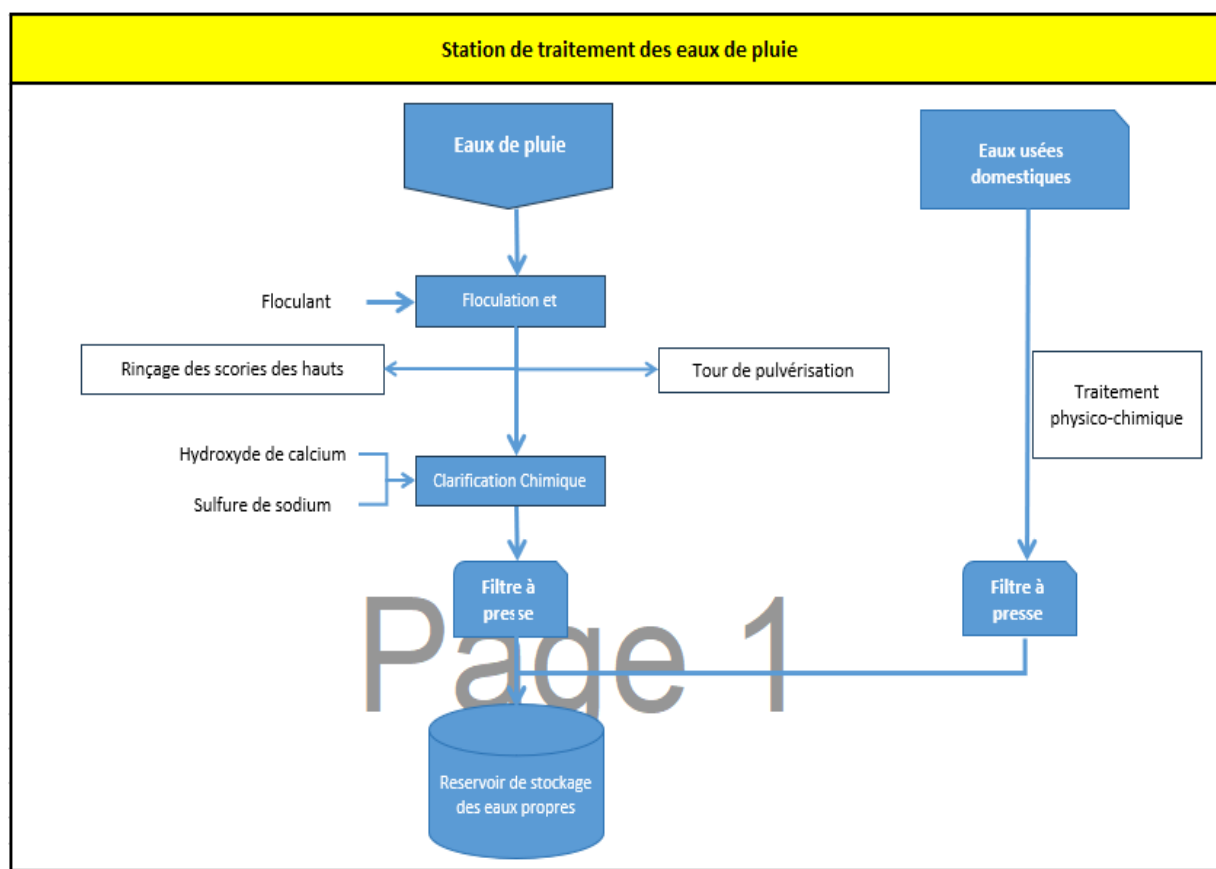 Station de traitement des eaux de pluie
Eaux de pluie
Eaux usées
domestiques
Floculant
Floculation et
Rinçage des scories des hauts
Tour de pulvérisation
Traitement
physico-chimique
Hydroxyde de calcium
Sulfure de sodium
Clarification Chimique
Filtre à
presse
Filtre à
presse
Page 1
Reservoir de stockage
des eaux propres